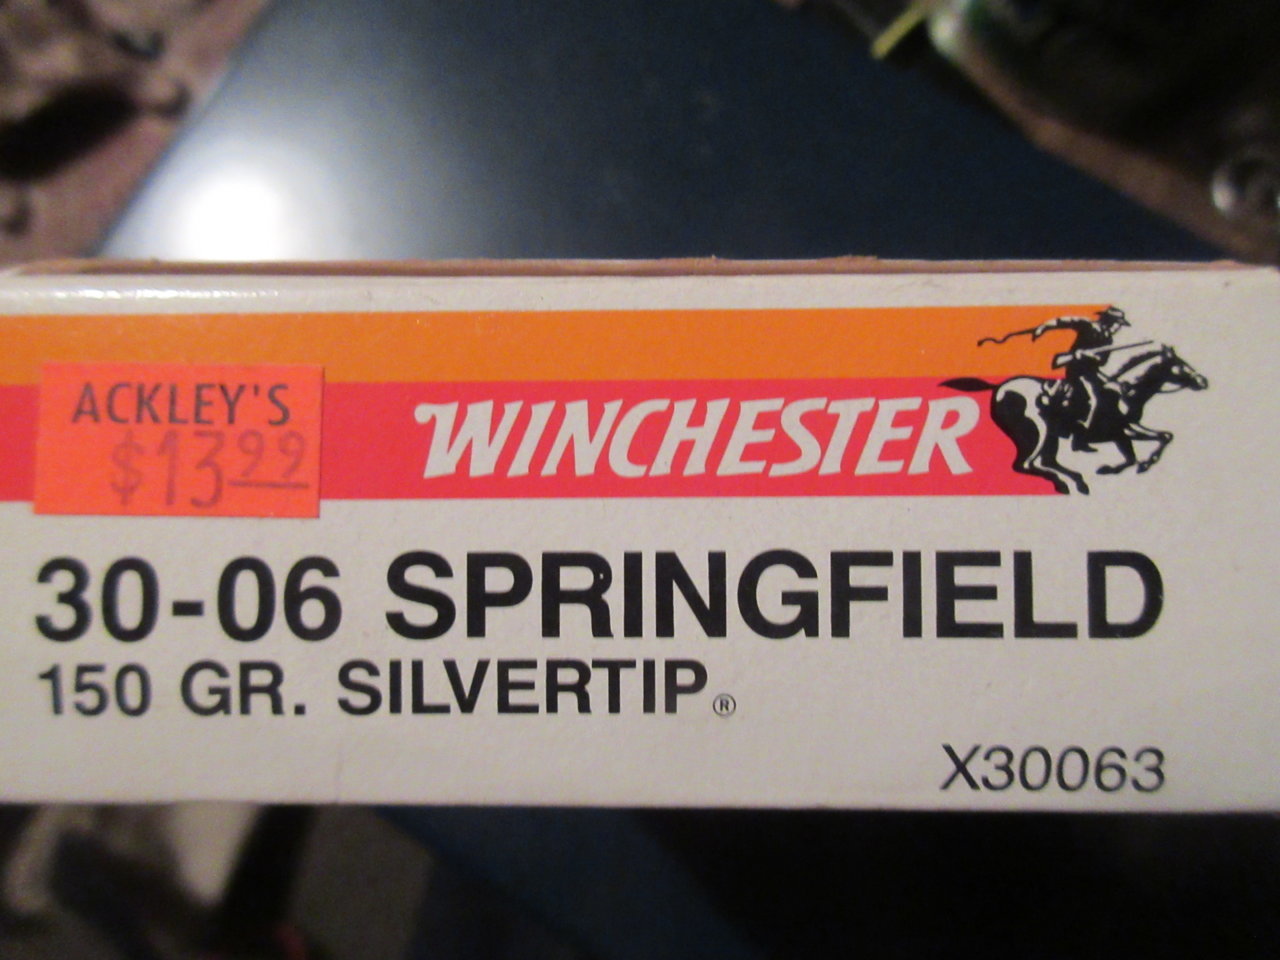 ACKLEY'S
$13.99
WINCHESTER
30-06 SPRINGFIELD
150 GR. SILVERTIP®
X30063